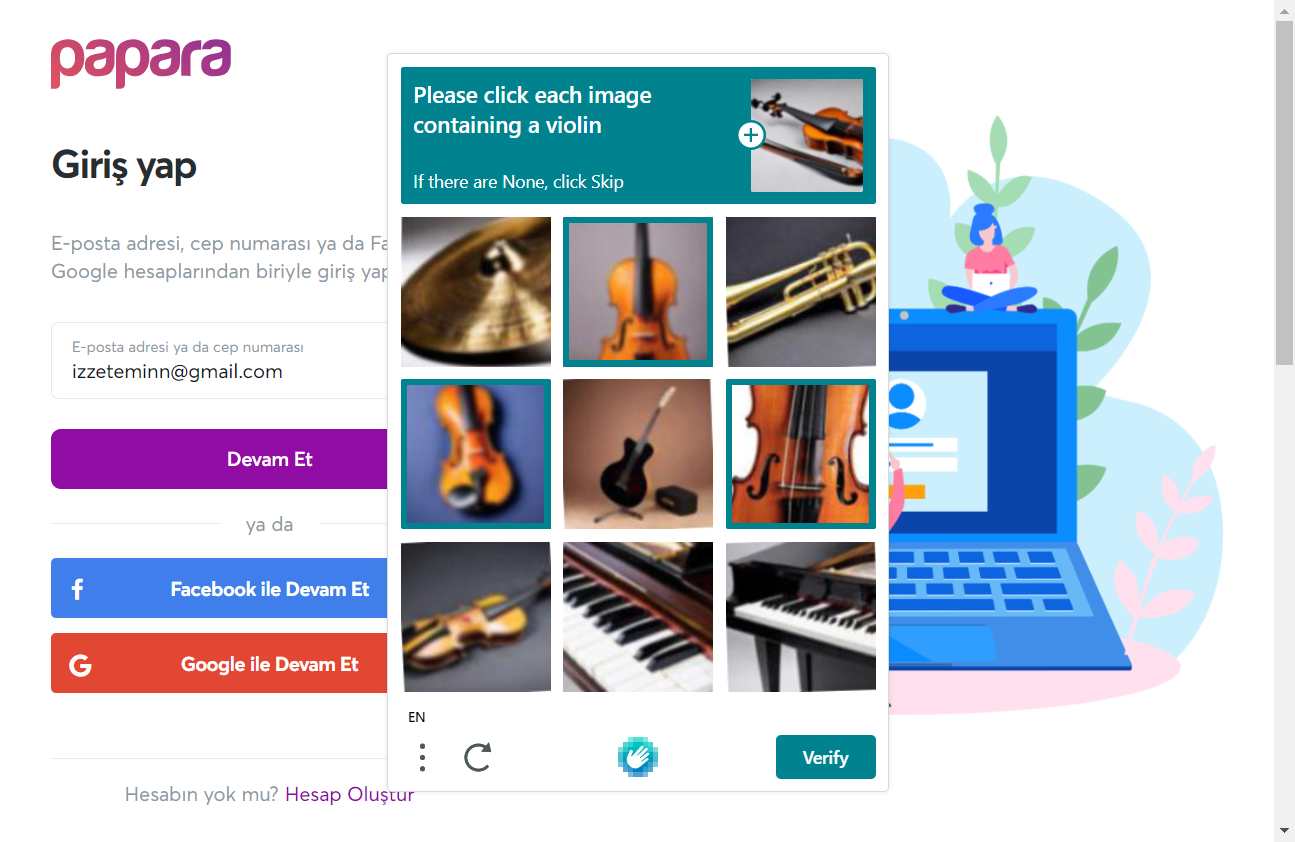 papara
Giriş yap
E-posta adresi, cep numarası ya da Fa
Google hesaplarından biriyle giriş yap
E-posta adresi ya da cep numarası
izzeteminn@gmail.com
Devam Et
ya da
Facebook ile Devam Et
Google ile Devam Et
Hesabın yok mu? Hesap Oluştur
Please click each image
containing a violin
If there are None, click Skip
EN
Verify